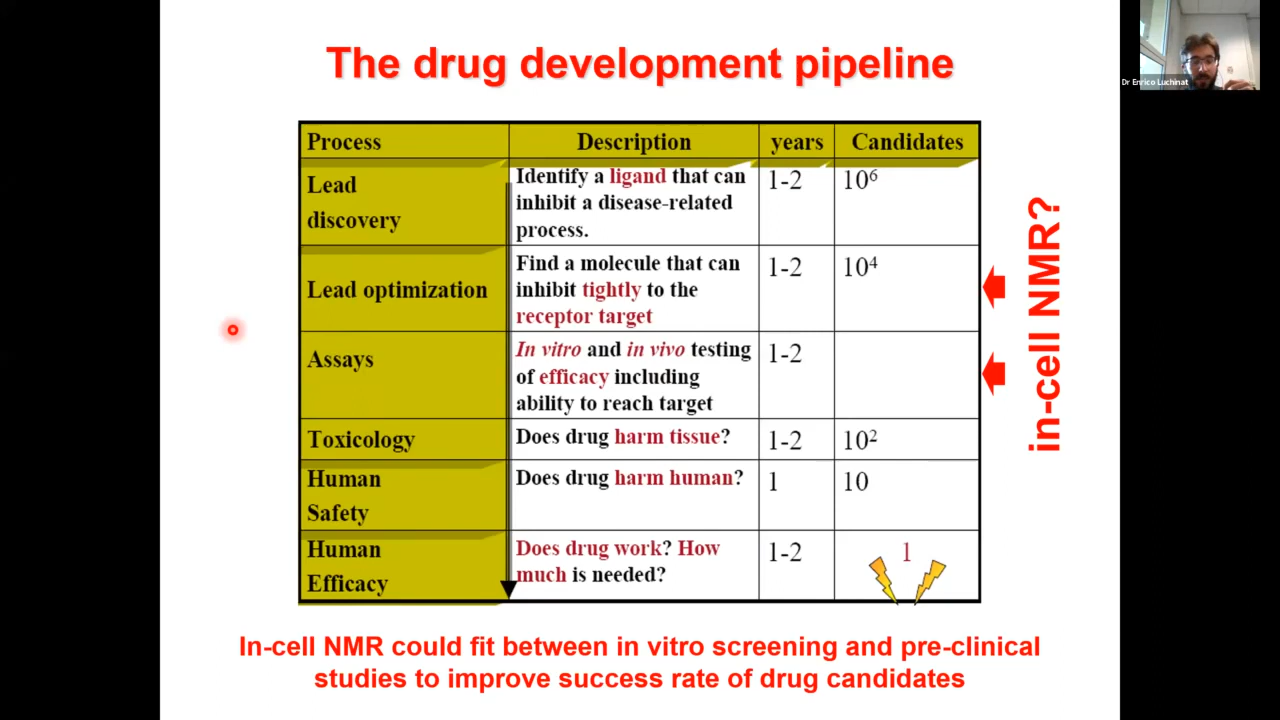 The drug development pipeline
Dr Enrico Luchinat
Process Description years Candidates
Lead
discovery
Identify a ligand that can
inhibit a disease-related
process.
1-2
10⁶
Lead optimization
Find a molecule that can
inhibit tightly to the
receptor target
1-2
10⁴
Assays
In vitro and in vivo testing
of efficacy including
ability to reach target
1-2
Toxicology
Does drug harm tissue?
1-2
10²
Human
Safety
Does drug harm human?
1
10
Human
Efficacy
Does drug work? How
much is needed?
1-2
1
in-cell NMR?
In-cell NMR could fit between in vitro screening and pre-clinical
studies to improve success rate of drug candidates